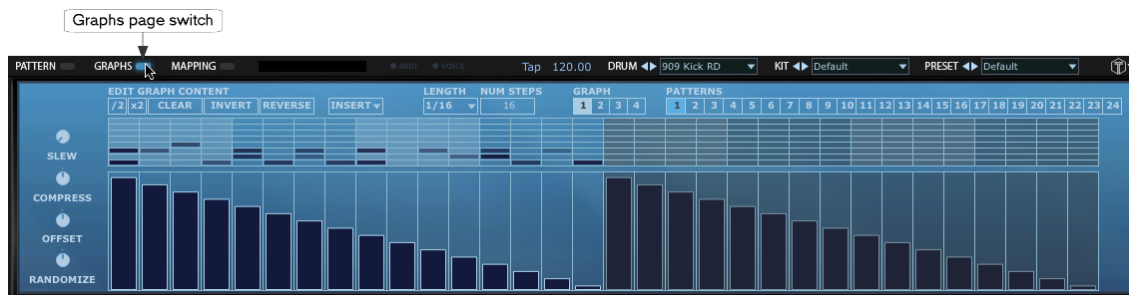 Graphs page switch
PATTERN GRAPHS MAPPING MIDI VOICE Tap 120.00 DRUM 909 Kick RD KIT Default PRESET Default
EDIT GRAPH CONTENT LENGTH NUM STEPS GRAPH PATTERNS
/2 x2 CLEAR INVERT REVERSE INSERT 1/16 16 1 2 3 4 1 2 3 4 5 6 7 8 9 10 11 12 13 14 15 16 17 18 19 20 21 22 23 24
SLEW
COMPRESS
OFFSET
RANDOMIZE